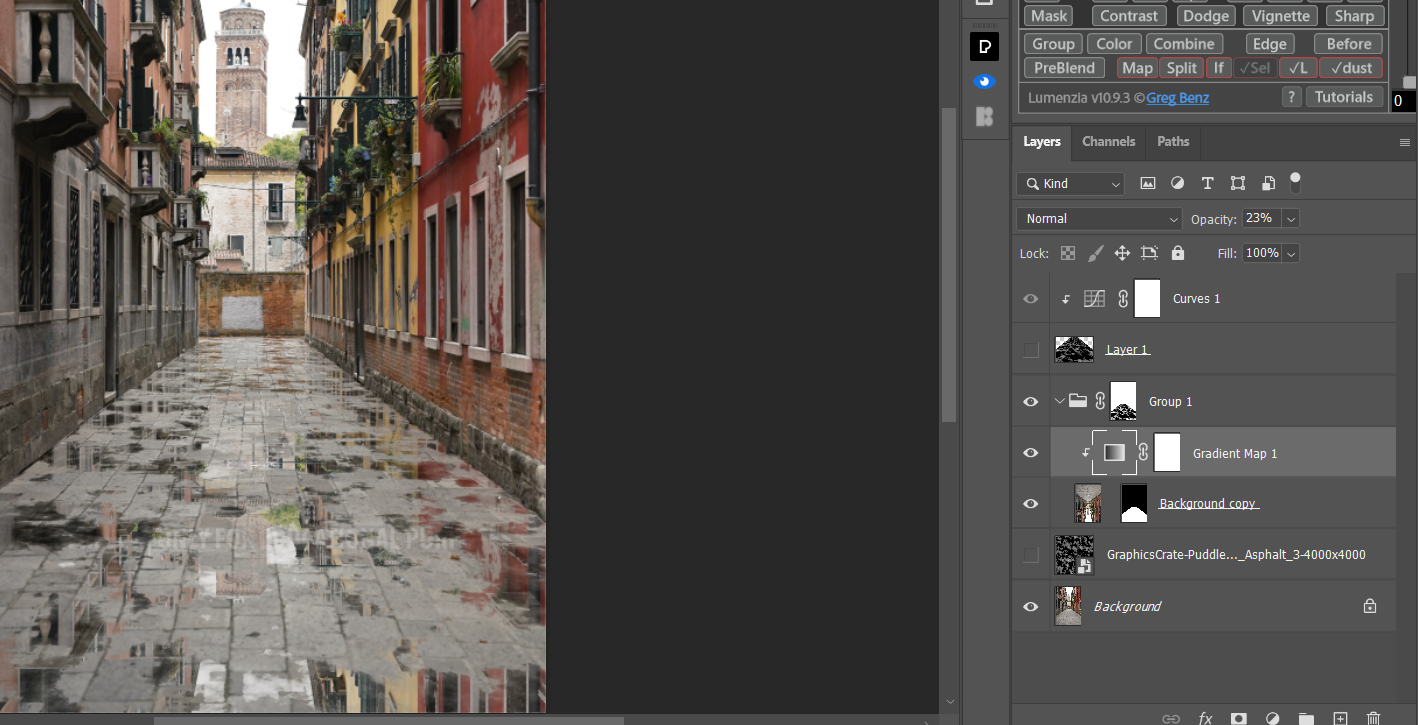 Mask Contrast Dodge Vignette Sharp
Group Color Combine Edge Before
PreBlend Map Split If ✓Sel ✓L ✓dust
Lumenzia v10.9.3 © Greg Benz ? Tutorials
0
Layers Channels Paths
Kind
Normal Opacity: 23%
Lock: Fill: 100%
Curves 1
Layer 1
Group 1
Gradient Map 1
Background copy
GraphicsCrate-Puddle..._Asphalt_3-4000x4000
Background
fx